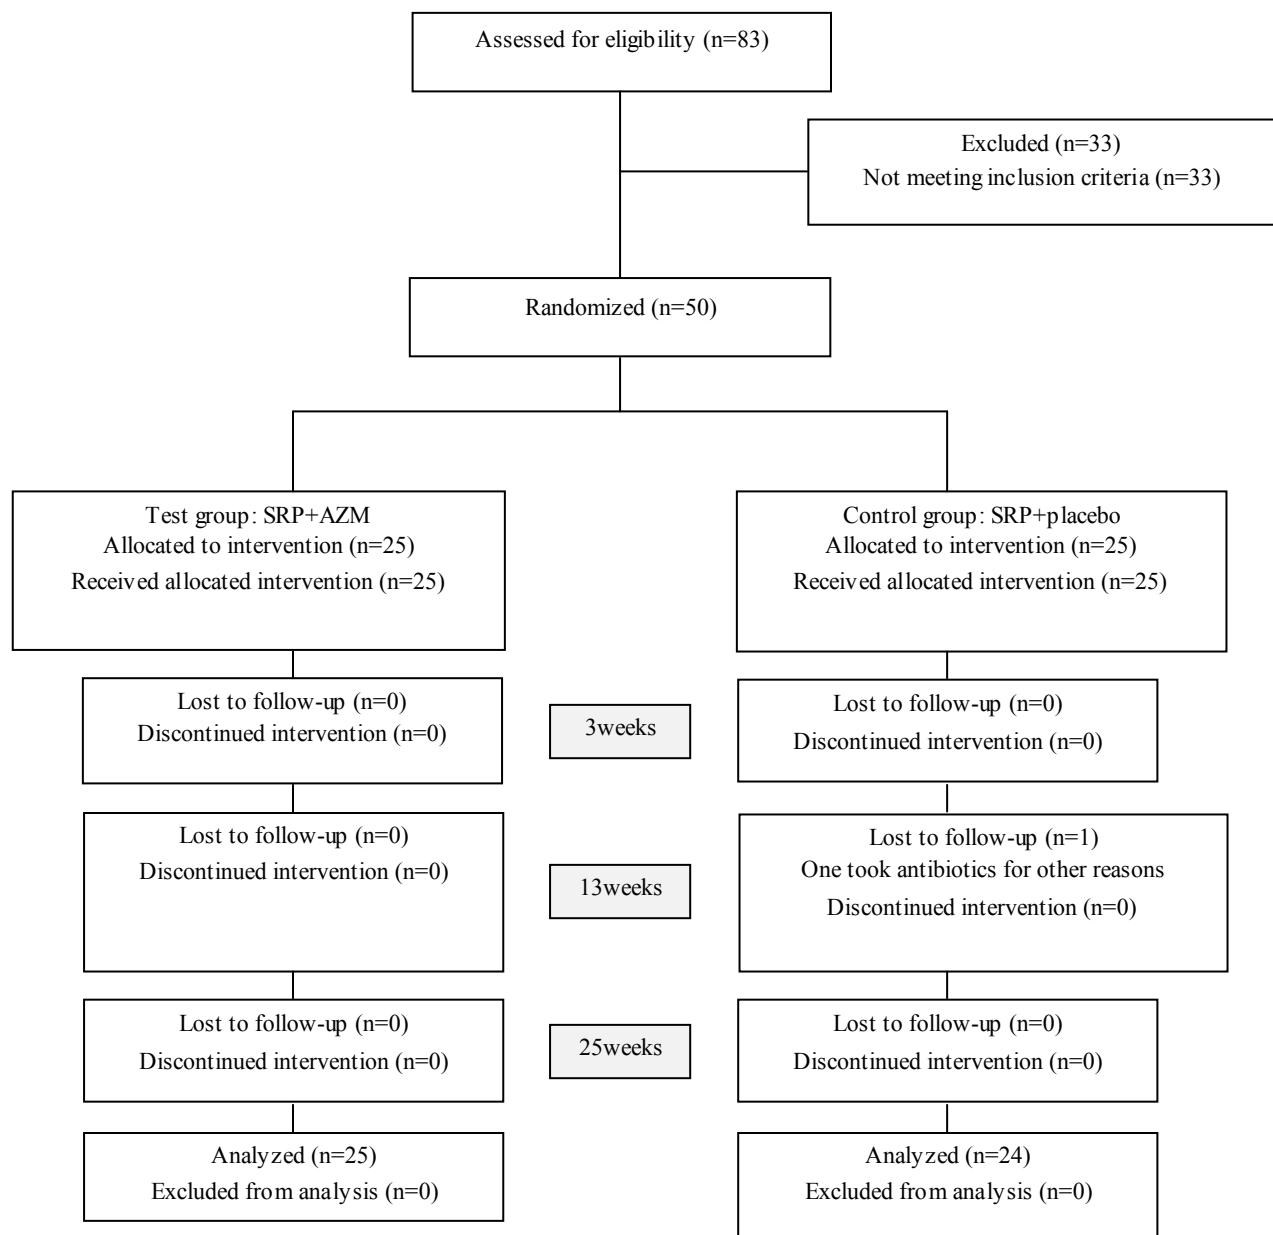 Assessed for eligibility (n=83)
Excluded (n=33)
Not meeting inclusion criteria (n=33)
Randomized (n=50)
Test group: SRP+AZM
Allocated to intervention (n=25)
Received allocated intervention (n=25)
Control group: SRP+placebo
Allocated to intervention (n=25)
Received allocated intervention (n=25)
Lost to follow-up (n=0)
Discontinued intervention (n=0)
3weeks
Lost to follow-up (n=0)
Discontinued intervention (n=0)
Lost to follow-up (n=0)
Discontinued intervention (n=0)
13weeks
Lost to follow-up (n=1)
One took antibiotics for other reasons
Discontinued intervention (n=0)
Lost to follow-up (n=0)
Discontinued intervention (n=0)
25weeks
Lost to follow-up (n=0)
Discontinued intervention (n=0)
Analyzed (n=25)
Excluded from analysis (n=0)
Analyzed (n=24)
Excluded from analysis (n=0)